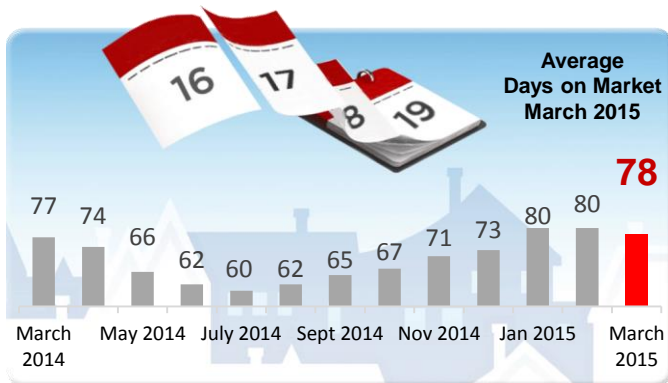 16
17
8
19
Average
Days on Market
March 2015
78
77
74
66
62
60
62
65
67
71
73
80
80
March 2014
May 2014
July 2014
Sept 2014
Nov 2014
Jan 2015
March 2015